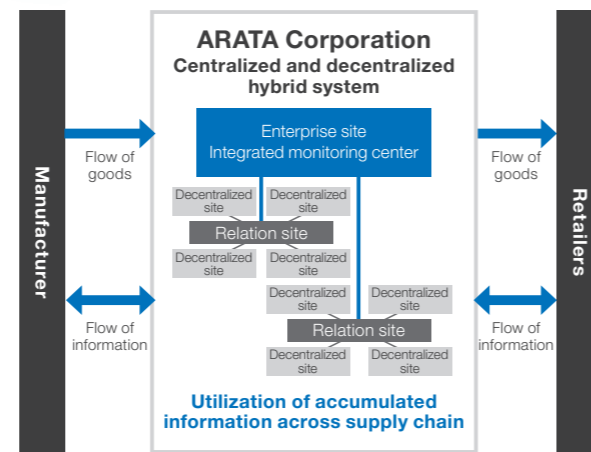 ARATA Corporation
Centralized and decentralized
hybrid system
Manufacturer
Flow of
goods
Enterprise site
Integrated monitoring center
Flow of
goods
Retailers
Decentralized
site
Decentralized
site
Relation site
Decentralized
site
Decentralized
site
Flow of
information
Decentralized
site
Decentralized
site
Relation site
Decentralized
site
Decentralized
site
Flow of
information
Utilization of accumulated
information across supply chain